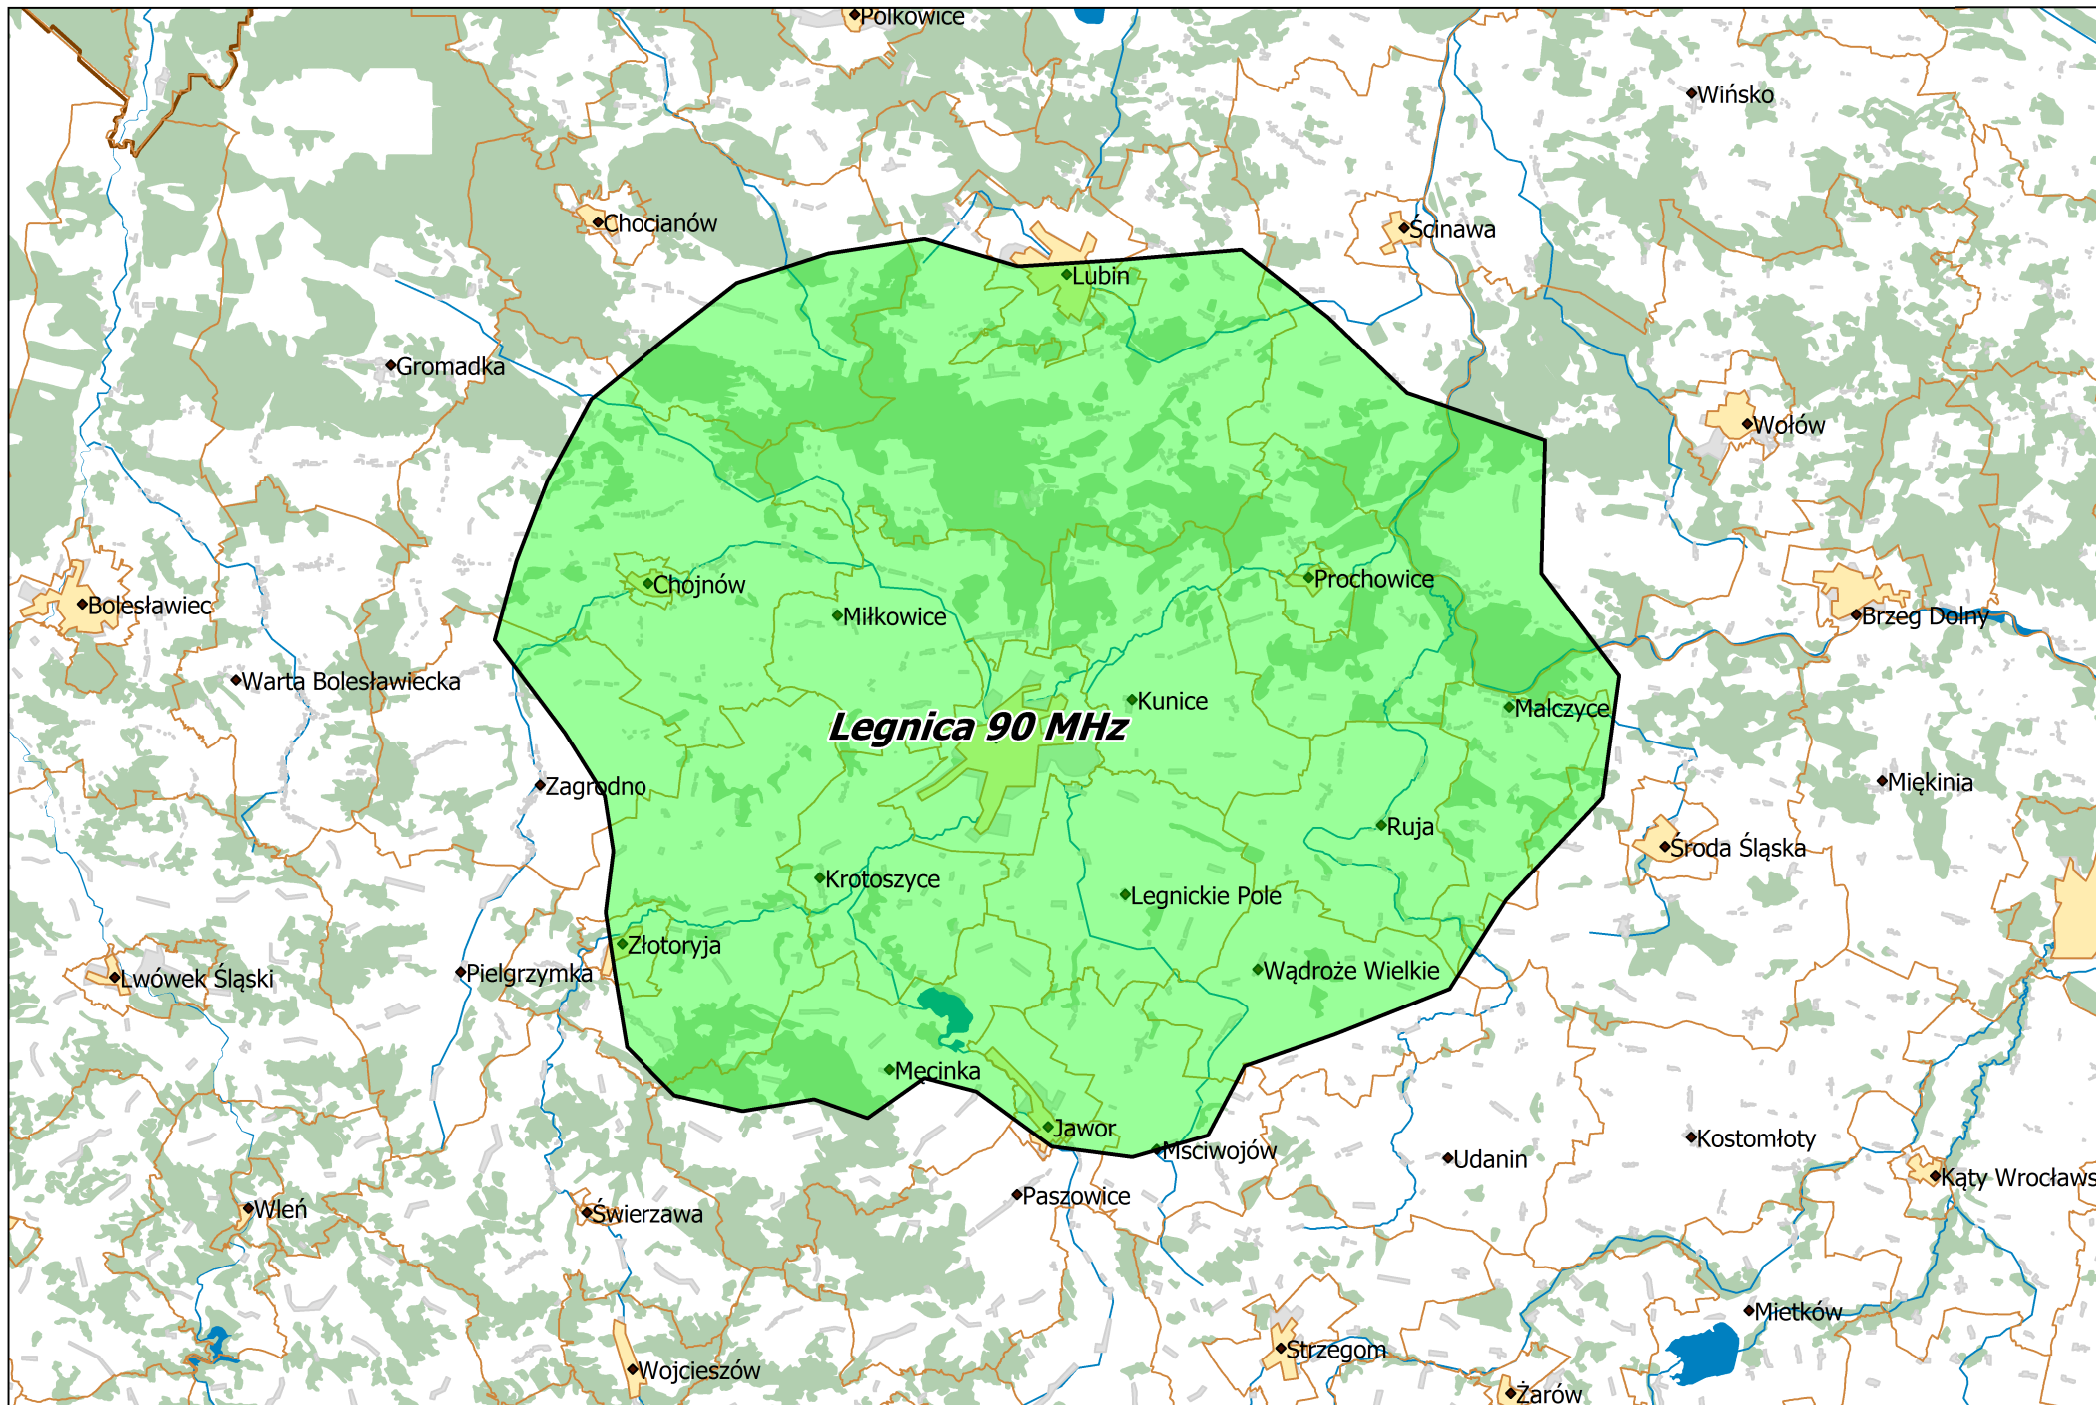 Polkowice
Wińsko
Chocianów
Ścinawa
Lubin
Gromadka
Wołów
Chojnów
Prochowice
Bolesławiec
Miłkowice
Brzeg Dolny
Warta Bolesławiecka
Kunice
Malczyce
Legnica 90 MHz
Zagrodno
Miękinia
Ruja
Środa Śląska
Krotoszyce
Legnickie Pole
Złotoryja
Wądroże Wielkie
Pielgrzymka
Lwówek Śląski
Męcinka
Jawor
Kostomłoty
Msciwojów
Udanin
Kąty Wrocławs
Paszowice
Wleń
Świerzawa
Mietków
Strzegom
Wojcieszów
Żarów